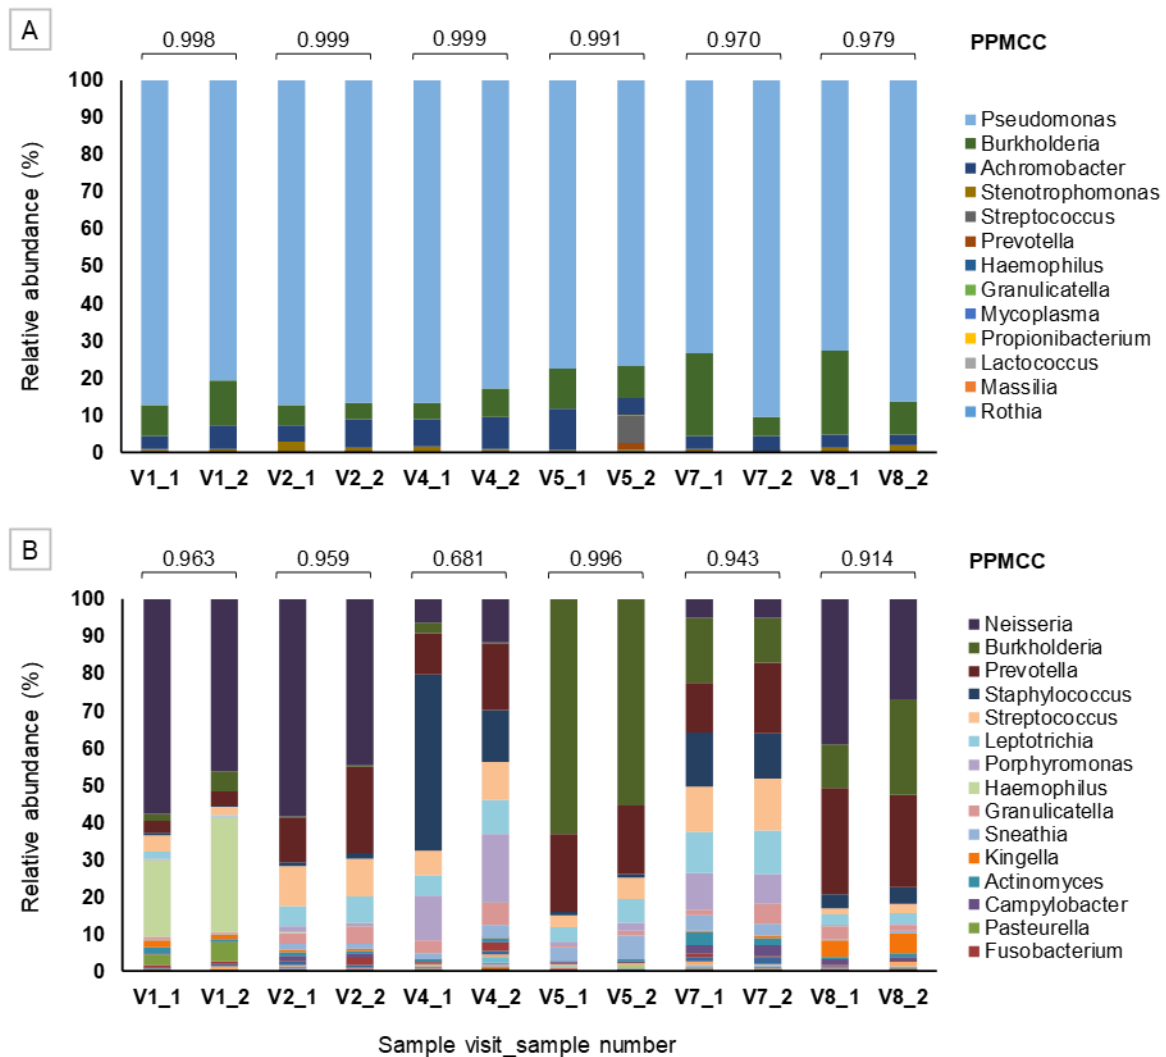 A
0.998 0.999 0.999 0.991 0.970 0.979 PPMCC
Relative abundance (%)
100
90
80
70
60
50
40
30
20
10
0
V1_1 V1_2 V2_1 V2_2 V4_1 V4_2 V5_1 V5_2 V7_1 V7_2 V8_1 V8_2
Pseudomonas
Burkholderia
Achromobacter
Stenotrophomonas
Streptococcus
Prevotella
Haemophilus
Granulicatella
Mycoplasma
Propionibacterium
Lactococcus
Massilia
Rothia
B
0.963 0.959 0.681 0.996 0.943 0.914 PPMCC
Relative abundance (%)
100
90
80
70
60
50
40
30
20
10
0
V1_1 V1_2 V2_1 V2_2 V4_1 V4_2 V5_1 V5_2 V7_1 V7_2 V8_1 V8_2
Neisseria
Burkholderia
Prevotella
Staphylococcus
Streptococcus
Leptotrichia
Porphyromonas
Haemophilus
Granulicatella
Sneathia
Kingella
Actinomyces
Campylobacter
Pasteurella
Fusobacterium
Sample visit_sample number